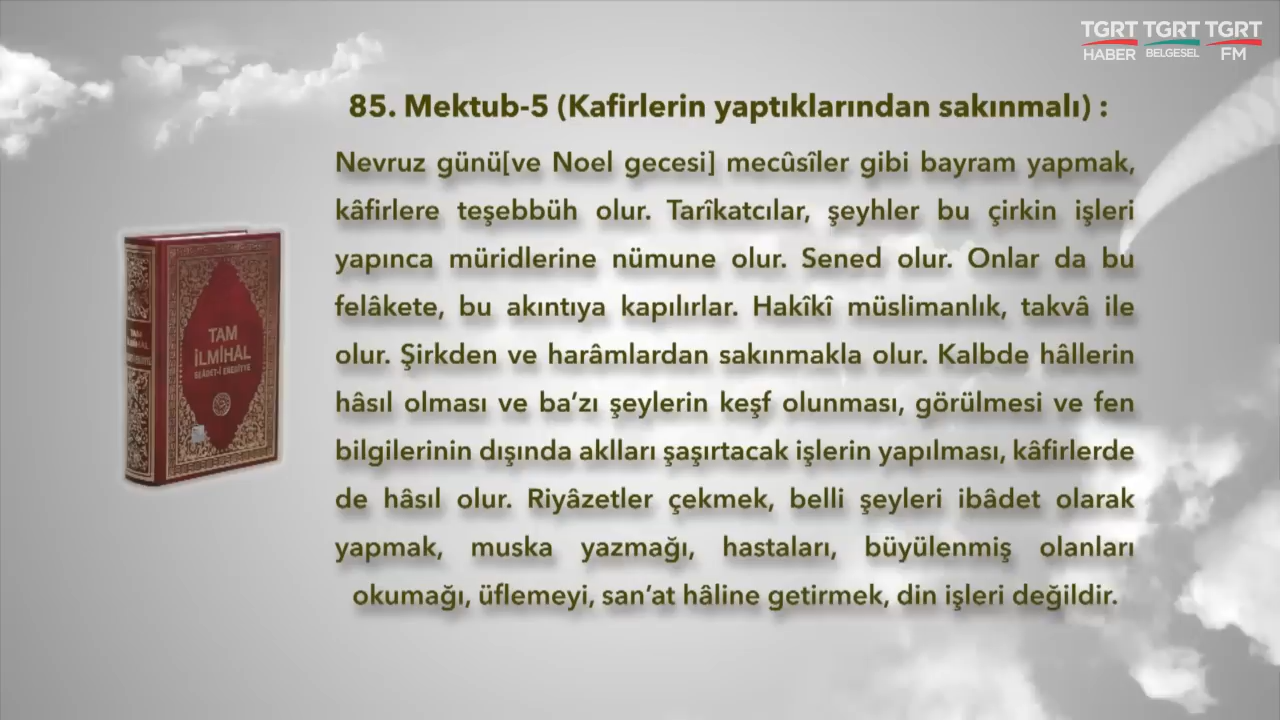 TGRT TGRT TGRT
HABER BELGESEL FM
85. Mektub-5 (Kafirlerin yaptıklarından sakınmalı) :
Nevruz günü[ve Noel gecesi] mecûsîler gibi bayram yapmak,
kâfirlere teşebbüh olur. Tarîkatcılar, şeyhler bu çirkin işleri
yapınca müridlerine nümune olur. Sened olur. Onlar da bu
felâkete, bu akıntıya kapılırlar. Hakîkî müslimanlık, takvâ ile
olur. Şirkden ve harâmlardan sakınmakla olur. Kalbde hâllerin
hâsıl olması ve ba’zı şeylerin keşf olunması, görülmesi ve fen
bilgilerinin dışında aklları şaşırtacak işlerin yapılması, kâfirlerde
de hâsıl olur. Riyâzetler çekmek, belli şeyleri ibâdet olarak
yapmak, muska yazmağı, hastaları, büyülenmiş olanları
okumağı, üflemeyi, san’at hâline getirmek, din işleri değildir.
TAM
İLMİHÂL
SEÂDET-İ EBEDİYYE
TAM
İLMİHÂL